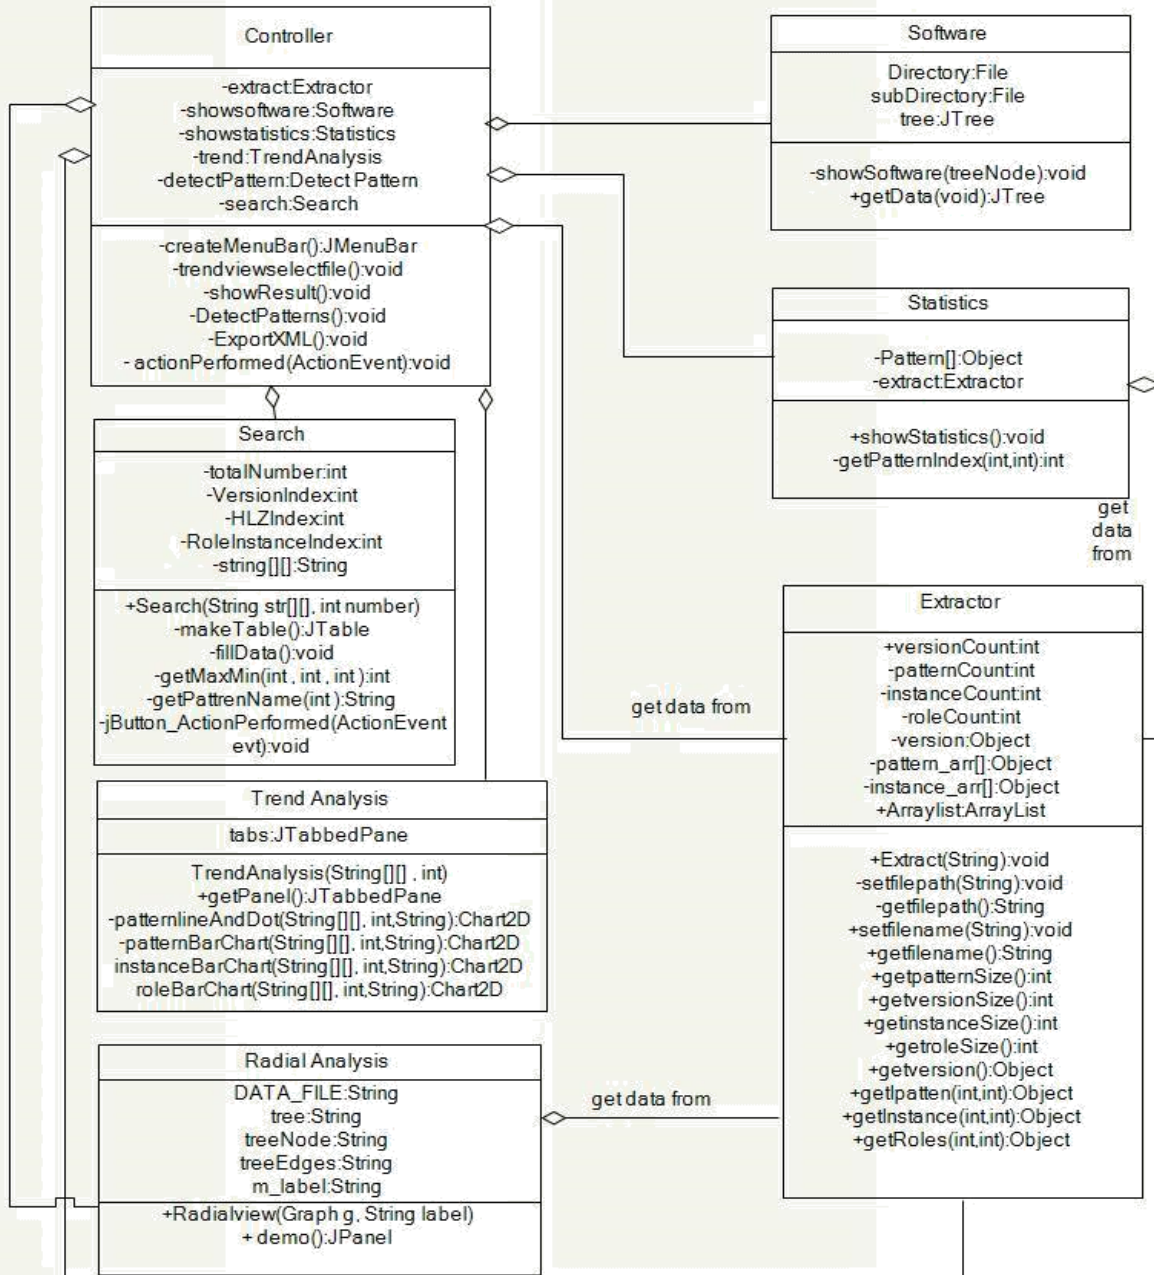 Controller
-extract:Extractor
-showsoftware:Software
-showstatistics:Statistics
-trend:TrendAnalysis
-detectPattern:Detect Pattern
-search:Search
-createMenuBar():JMenuBar
-trendviewselectfile():void
-showResult():void
-DetectPatterns():void
-ExportXML():void
- actionPerformed(ActionEvent):void
Software
Directory:File
subDirectory:File
tree:JTree
-showSoftware(treeNode):void
+getData(void):JTree
Statistics
-Pattern[]:Object
-extract:Extractor
+showStatistics():void
-getPatternIndex(int,int):int
get
data
from
Search
-totalNumber:int
-VersionIndex:int
-HLZIndex:int
-RoleInstanceIndex:int
-string[][]:String
+Search(String str[][], int number)
-makeTable():JTable
-fillData():void
-getMaxMin(int , int , int ):int
-getPattrenName(int ):String
-jButton_ActionPerformed(ActionEvent
evt):void
get data from
Extractor
+versionCount:int
-patternCount:int
-instanceCount:int
-roleCount:int
-version:Object
-pattern_arr[]:Object
-instance_arr[]:Object
+Arraylist:ArrayList
+Extract(String):void
-setfilepath(String):void
-getfilepath():String
+setfilename(String):void
+getfilename():String
+getpatternSize():int
+getversionSize():int
+getinstanceSize():int
+getroleSize():int
+getversion():Object
+getIpatten(int,int):Object
+getInstance(int,int):Object
+getRoles(int,int):Object
Trend Analysis
tabs:JTabbedPane
TrendAnalysis(String[][] , int)
+getPanel():JTabbedPane
-patternlineAndDot(String[][], int,String):Chart2D
-patternBarChart(String[][], int,String):Chart2D
instanceBarChart(String[][], int,String):Chart2D
roleBarChart(String[][], int,String):Chart2D
Radial Analysis
DATA_FILE:String
tree:String
treeNode:String
treeEdges:String
m_label:String
+Radialview(Graph g, String label)
+ demo():JPanel
get data from